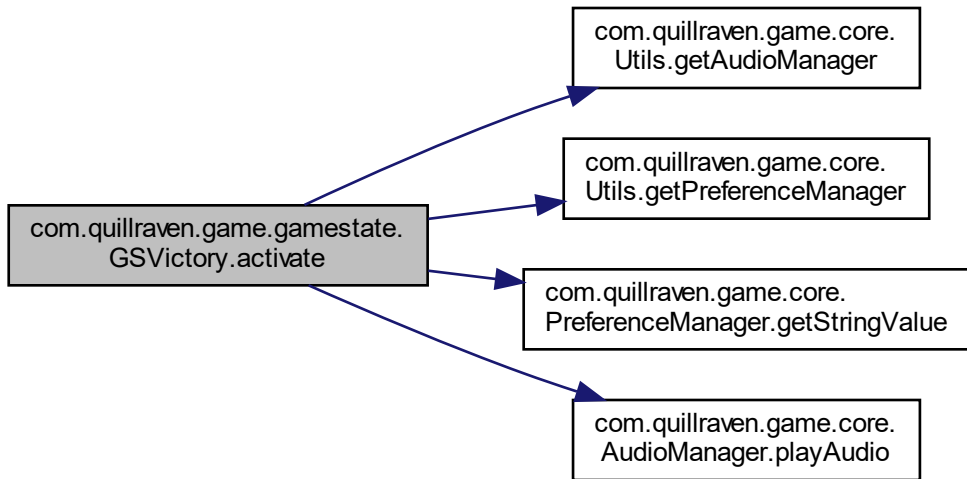 com.quillraven.game.core.
Utils.getAudioManager
com.quillraven.game.core.
Utils.getPreferenceManager
com.quillraven.game.gamestate.
GSVictory.activate
com.quillraven.game.core.
PreferenceManager.getStringValue
com.quillraven.game.core.
AudioManager.playAudio